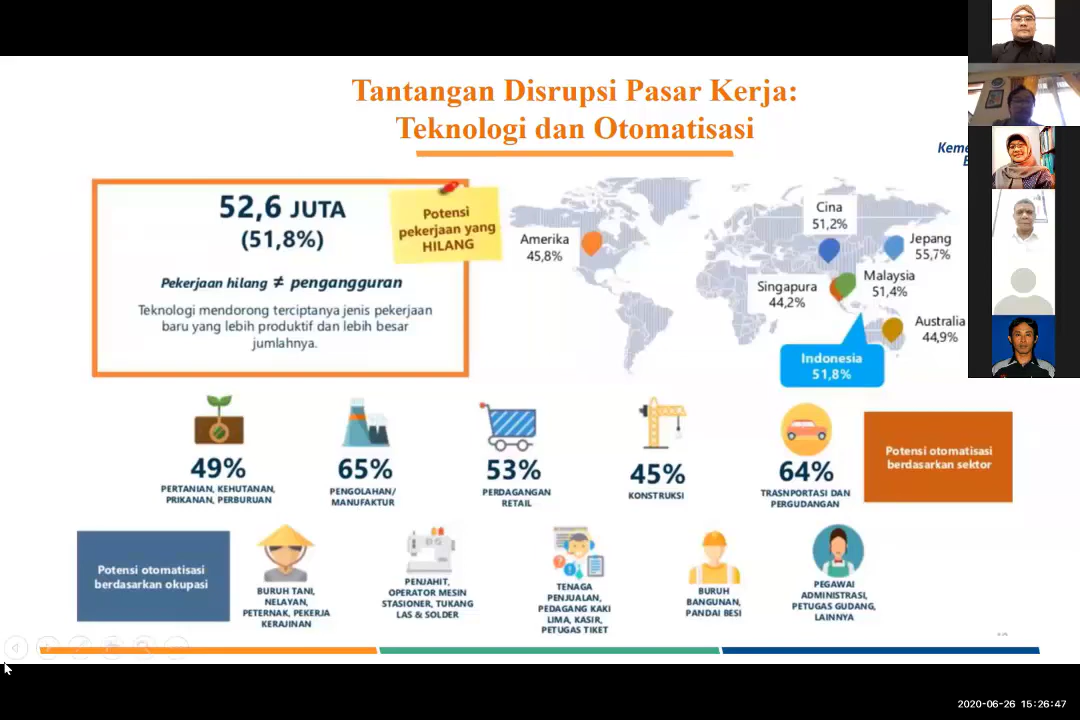 Tantangan Disrupsi Pasar Kerja:
Teknologi dan Otomatisasi
52,6 JUTA
(51,8%)
Potensi
pekerjaan yang
HILANG
Pekerjaan hilang ≠ pengangguran
Teknologi mendorong terciptanya jenis pekerjaan
baru yang lebih produktif dan lebih besar
jumlahnya.
Amerika
45,8%
Cina
51,2%
Jepang
55,7%
Singapura
44,2%
Malaysia
51,4%
Australia
44,9%
Indonesia
51,8%
49%
PERTANIAN, KEHUTANAN,
PRIKANAN, PERBURUAN
65%
PENGOLAHAN/
MANUFAKTUR
53%
PERDAGANGAN
RETAIL
45%
KONSTRUKSI
64%
TRASNPORTASI DAN
PERGUDANGAN
Potensi otomatisasi
berdasarkan sektor
Potensi otomatisasi
berdasarkan okupasi
BURUH TANI,
NELAYAN,
PETERNAK, PEKERJA
KERAJINAN
PENJAHIT,
OPERATOR MESIN
STASIONER, TUKANG
LAS & SOLDER
TENAGA
PENJUALAN,
PEDAGANG KAKI
LIMA, KASIR,
PETUGAS TIKET
BURUH
BANGUNAN,
PANDAI BESI
PEGAWAI
ADMINISTRASI,
PETUGAS GUDANG,
LAINNYA
2020-06-26 15:26:47